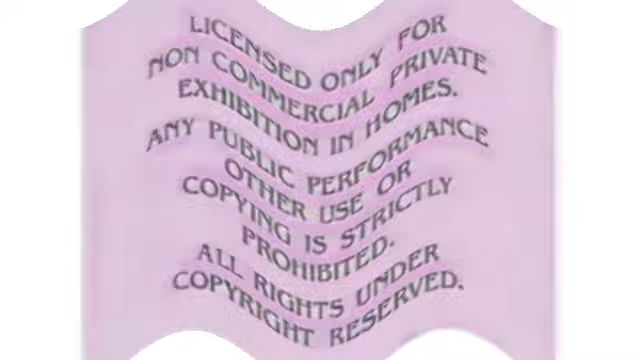 LICENSED ONLY FOR
NON COMMERCIAL PRIVATE
EXHIBITION IN HOMES.
ANY PUBLIC PERFORMANCE
OTHER USE OR
COPYING IS STRICTLY
PROHIBITED.
ALL RIGHTS UNDER
COPYRIGHT RESERVED.